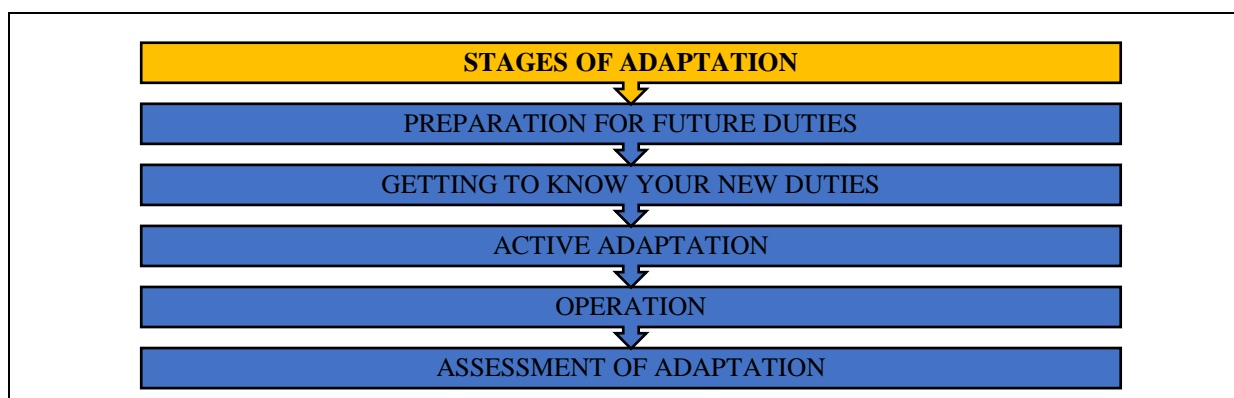 STAGES OF ADAPTATION
PREPARATION FOR FUTURE DUTIES
GETTING TO KNOW YOUR NEW DUTIES
ACTIVE ADAPTATION
OPERATION
ASSESSMENT OF ADAPTATION